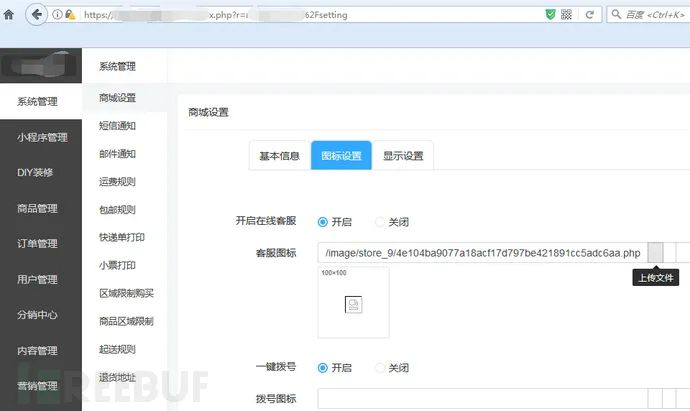 https://
x.php?r=
%2Fsetting
百度 <Ctrl+K>
系统管理
小程序管理
DIY装修
商品管理
订单管理
用户管理
分销中心
内容管理
营销管理
系统管理
商城设置
短信通知
邮件通知
运费规则
包邮规则
快递单打印
小票打印
区域限制购买
商品区域限制
起送规则
退货地址
商城设置
基本信息
图标设置
显示设置
开启在线客服
开启
关闭
客服图标
/image/store_9/4e104ba9077a18acf17d797be421891cc5adc6aa.php
上传文件
100×100
一键拨号
开启
关闭
拨号图标
REEBUF